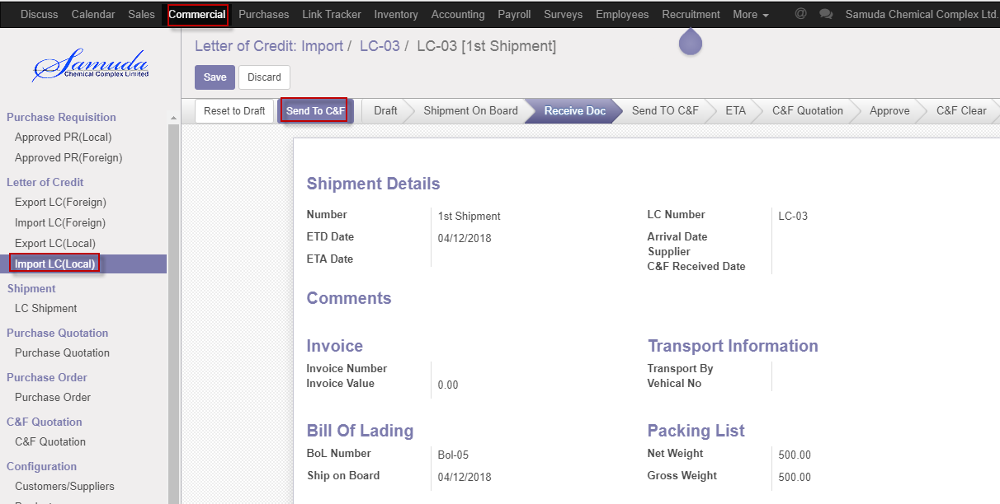 Discuss Calendar Sales Commercial Purchases Link Tracker Inventory Accounting Payroll Surveys Employees Recruitment More @ Samuda Chemical Complex Ltd.
Samuda
Chemical Complex Limited
Letter of Credit: Import / LC-03 / LC-03 [1st Shipment]
Save Discard
Reset to Draft Send To C&F Draft Shipment On Board Receive Doc Send TO C&F ETA C&F Quotation Approve C&F Clear
Purchase Requisition
Approved PR(Local)
Approved PR(Foreign)
Letter of Credit
Export LC(Foreign)
Import LC(Foreign)
Export LC(Local)
Import LC(Local)
Shipment
LC Shipment
Purchase Quotation
Purchase Quotation
Purchase Order
Purchase Order
C&F Quotation
C&F Quotation
Configuration
Customers/Suppliers
Shipment Details
Number 1st Shipment
ETD Date 04/12/2018
ETA Date
LC Number LC-03
Arrival Date
Supplier
C&F Received Date
Comments
Invoice
Invoice Number
Invoice Value 0.00
Transport Information
Transport By
Vehical No
Bill Of Lading
BoL Number Bol-05
Ship on Board 04/12/2018
Packing List
Net Weight 500.00
Gross Weight 500.00